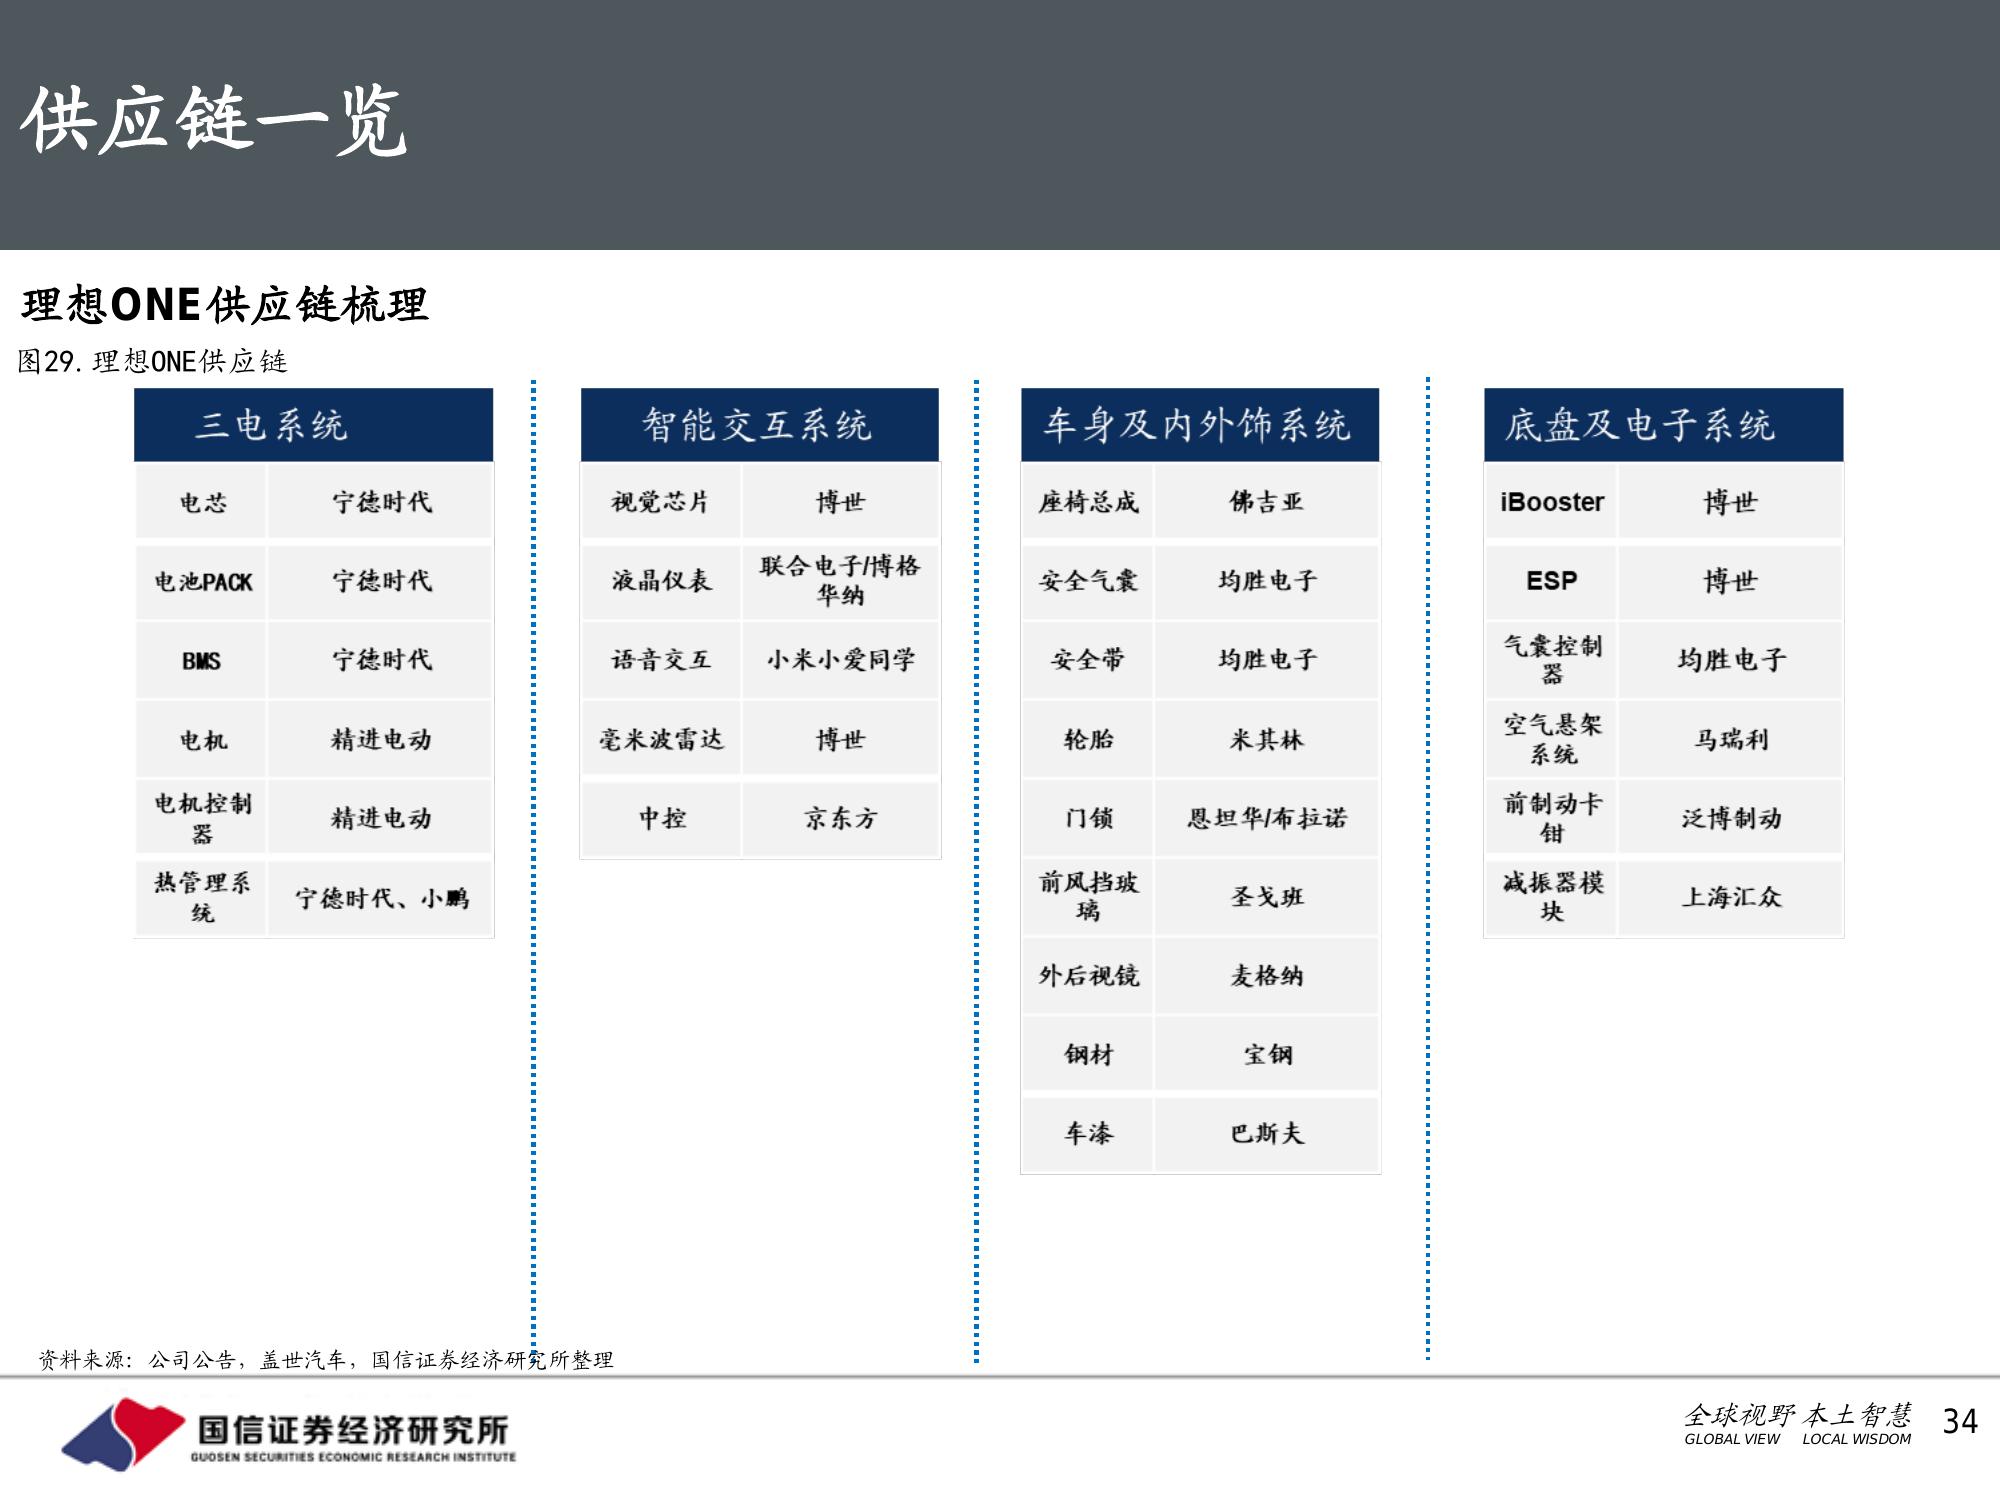 供应链一览
理想ONE供应链梳理
图29. 理想ONE供应链
三电系统
电芯 宁德时代
电池PACK 宁德时代
BMS 宁德时代
电机 精进电动
电机控制
器 精进电动
热管理系
统 宁德时代、小鹏
智能交互系统
视觉芯片 博世
液晶仪表 联合电子/博格
华纳
语音交互 小米小爱同学
毫米波雷达 博世
中控 京东方
车身及内外饰系统
座椅总成 佛吉亚
安全气囊 均胜电子
安全带 均胜电子
轮胎 米其林
门锁 恩坦华/布拉诺
前风挡玻
璃 圣戈班
外后视镜 麦格纳
钢材 宝钢
车漆 巴斯夫
底盘及电子系统
iBooster 博世
ESP 博世
气囊控制
器 均胜电子
空气悬架
系统 马瑞利
前制动卡
钳 泛博制动
减振器模
块 上海汇众
资料来源：公司公告，盖世汽车，国信证券经济研究所整理
国信证券经济研究所
GUOSEN SECURITIES ECONOMIC RESEARCH INSTITUTE
全球视野 本土智慧
GLOBAL VIEW LOCAL WISDOM
34